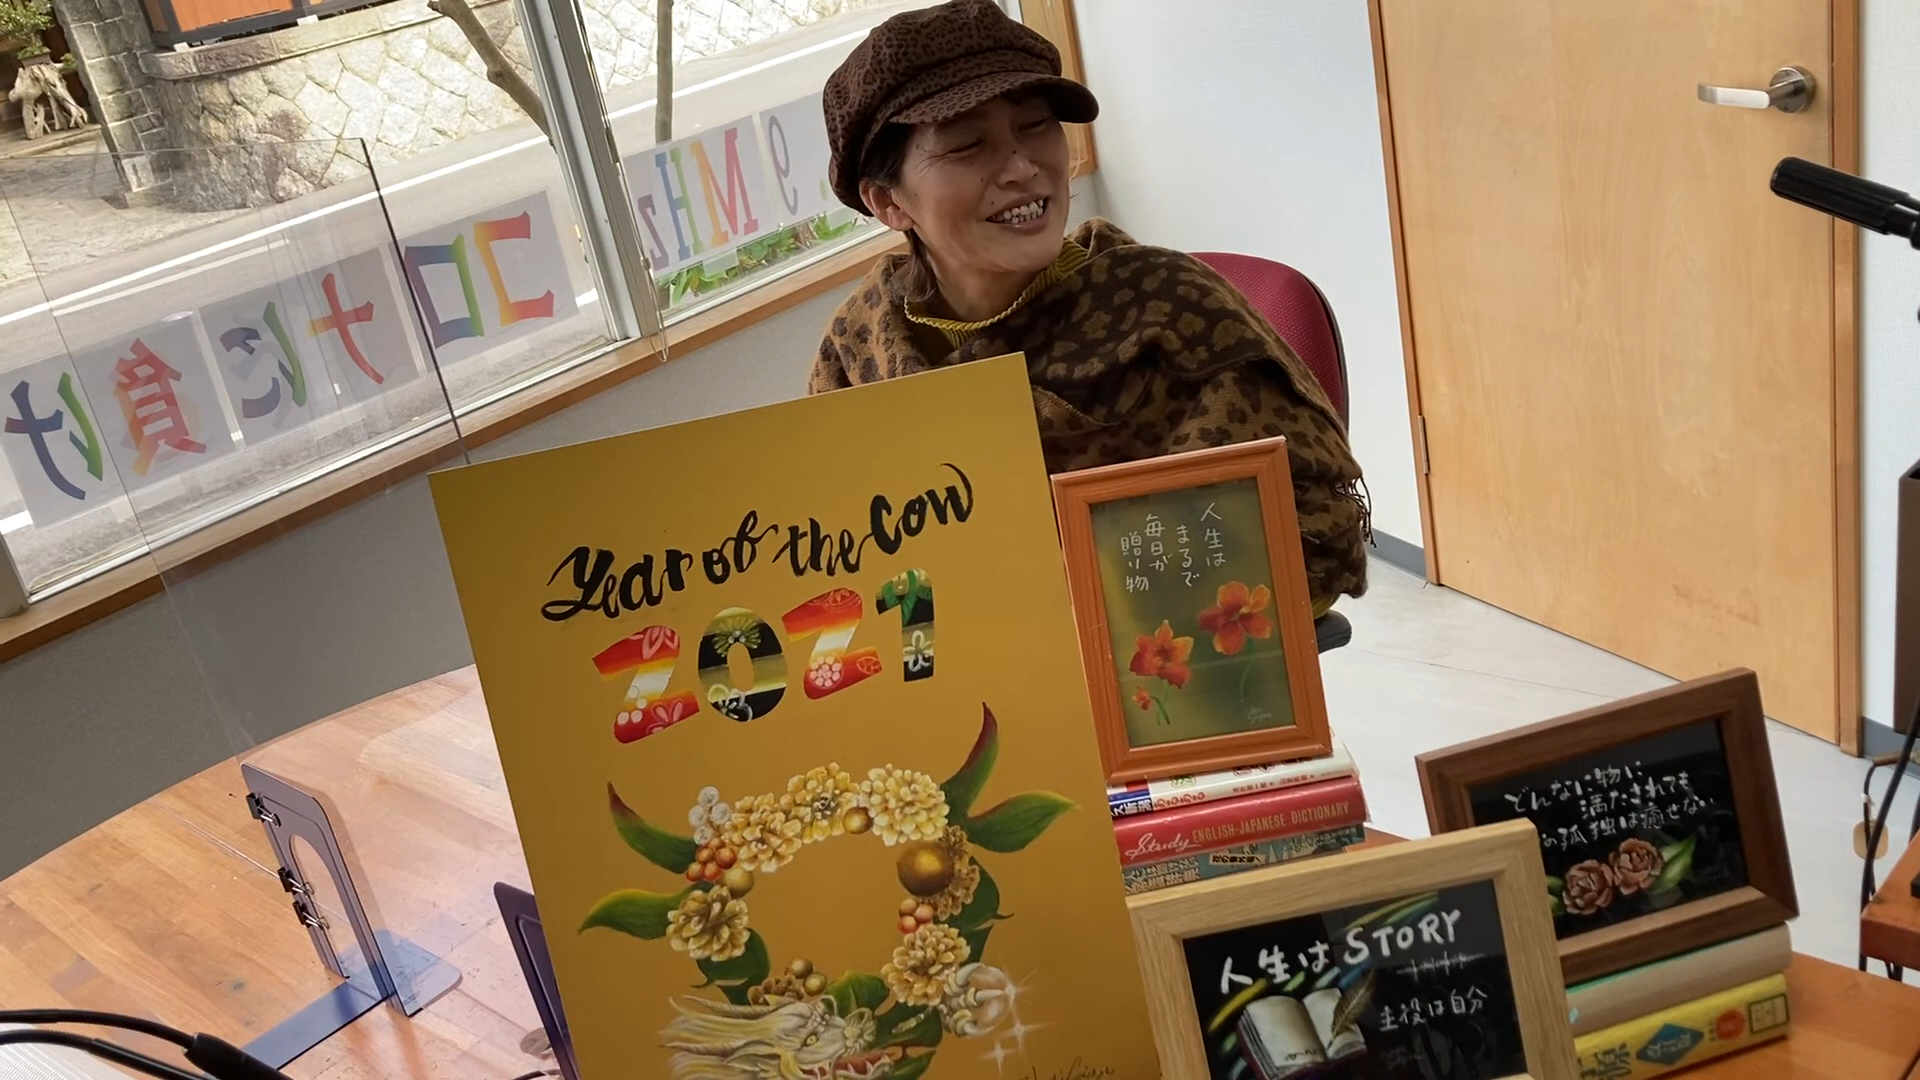 コロナに負け
9 MHz
Year of the Cow
2021
人生は
まるで
毎日が
贈り物
どんなに物に
満たされても
の孤独は癒せない
Study ENGLISH-JAPANESE DICTIONARY
人生はSTORY
主役は自分